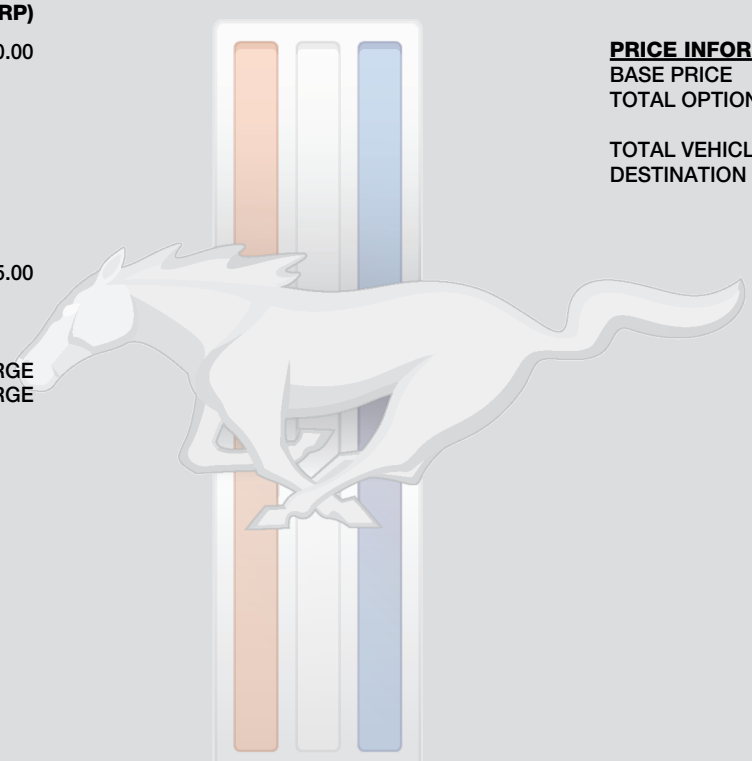 RP)
0.00
5.00
RGE
RGE
PRICE INFOR
BASE PRICE
TOTAL OPTION
TOTAL VEHICL
DESTINATION